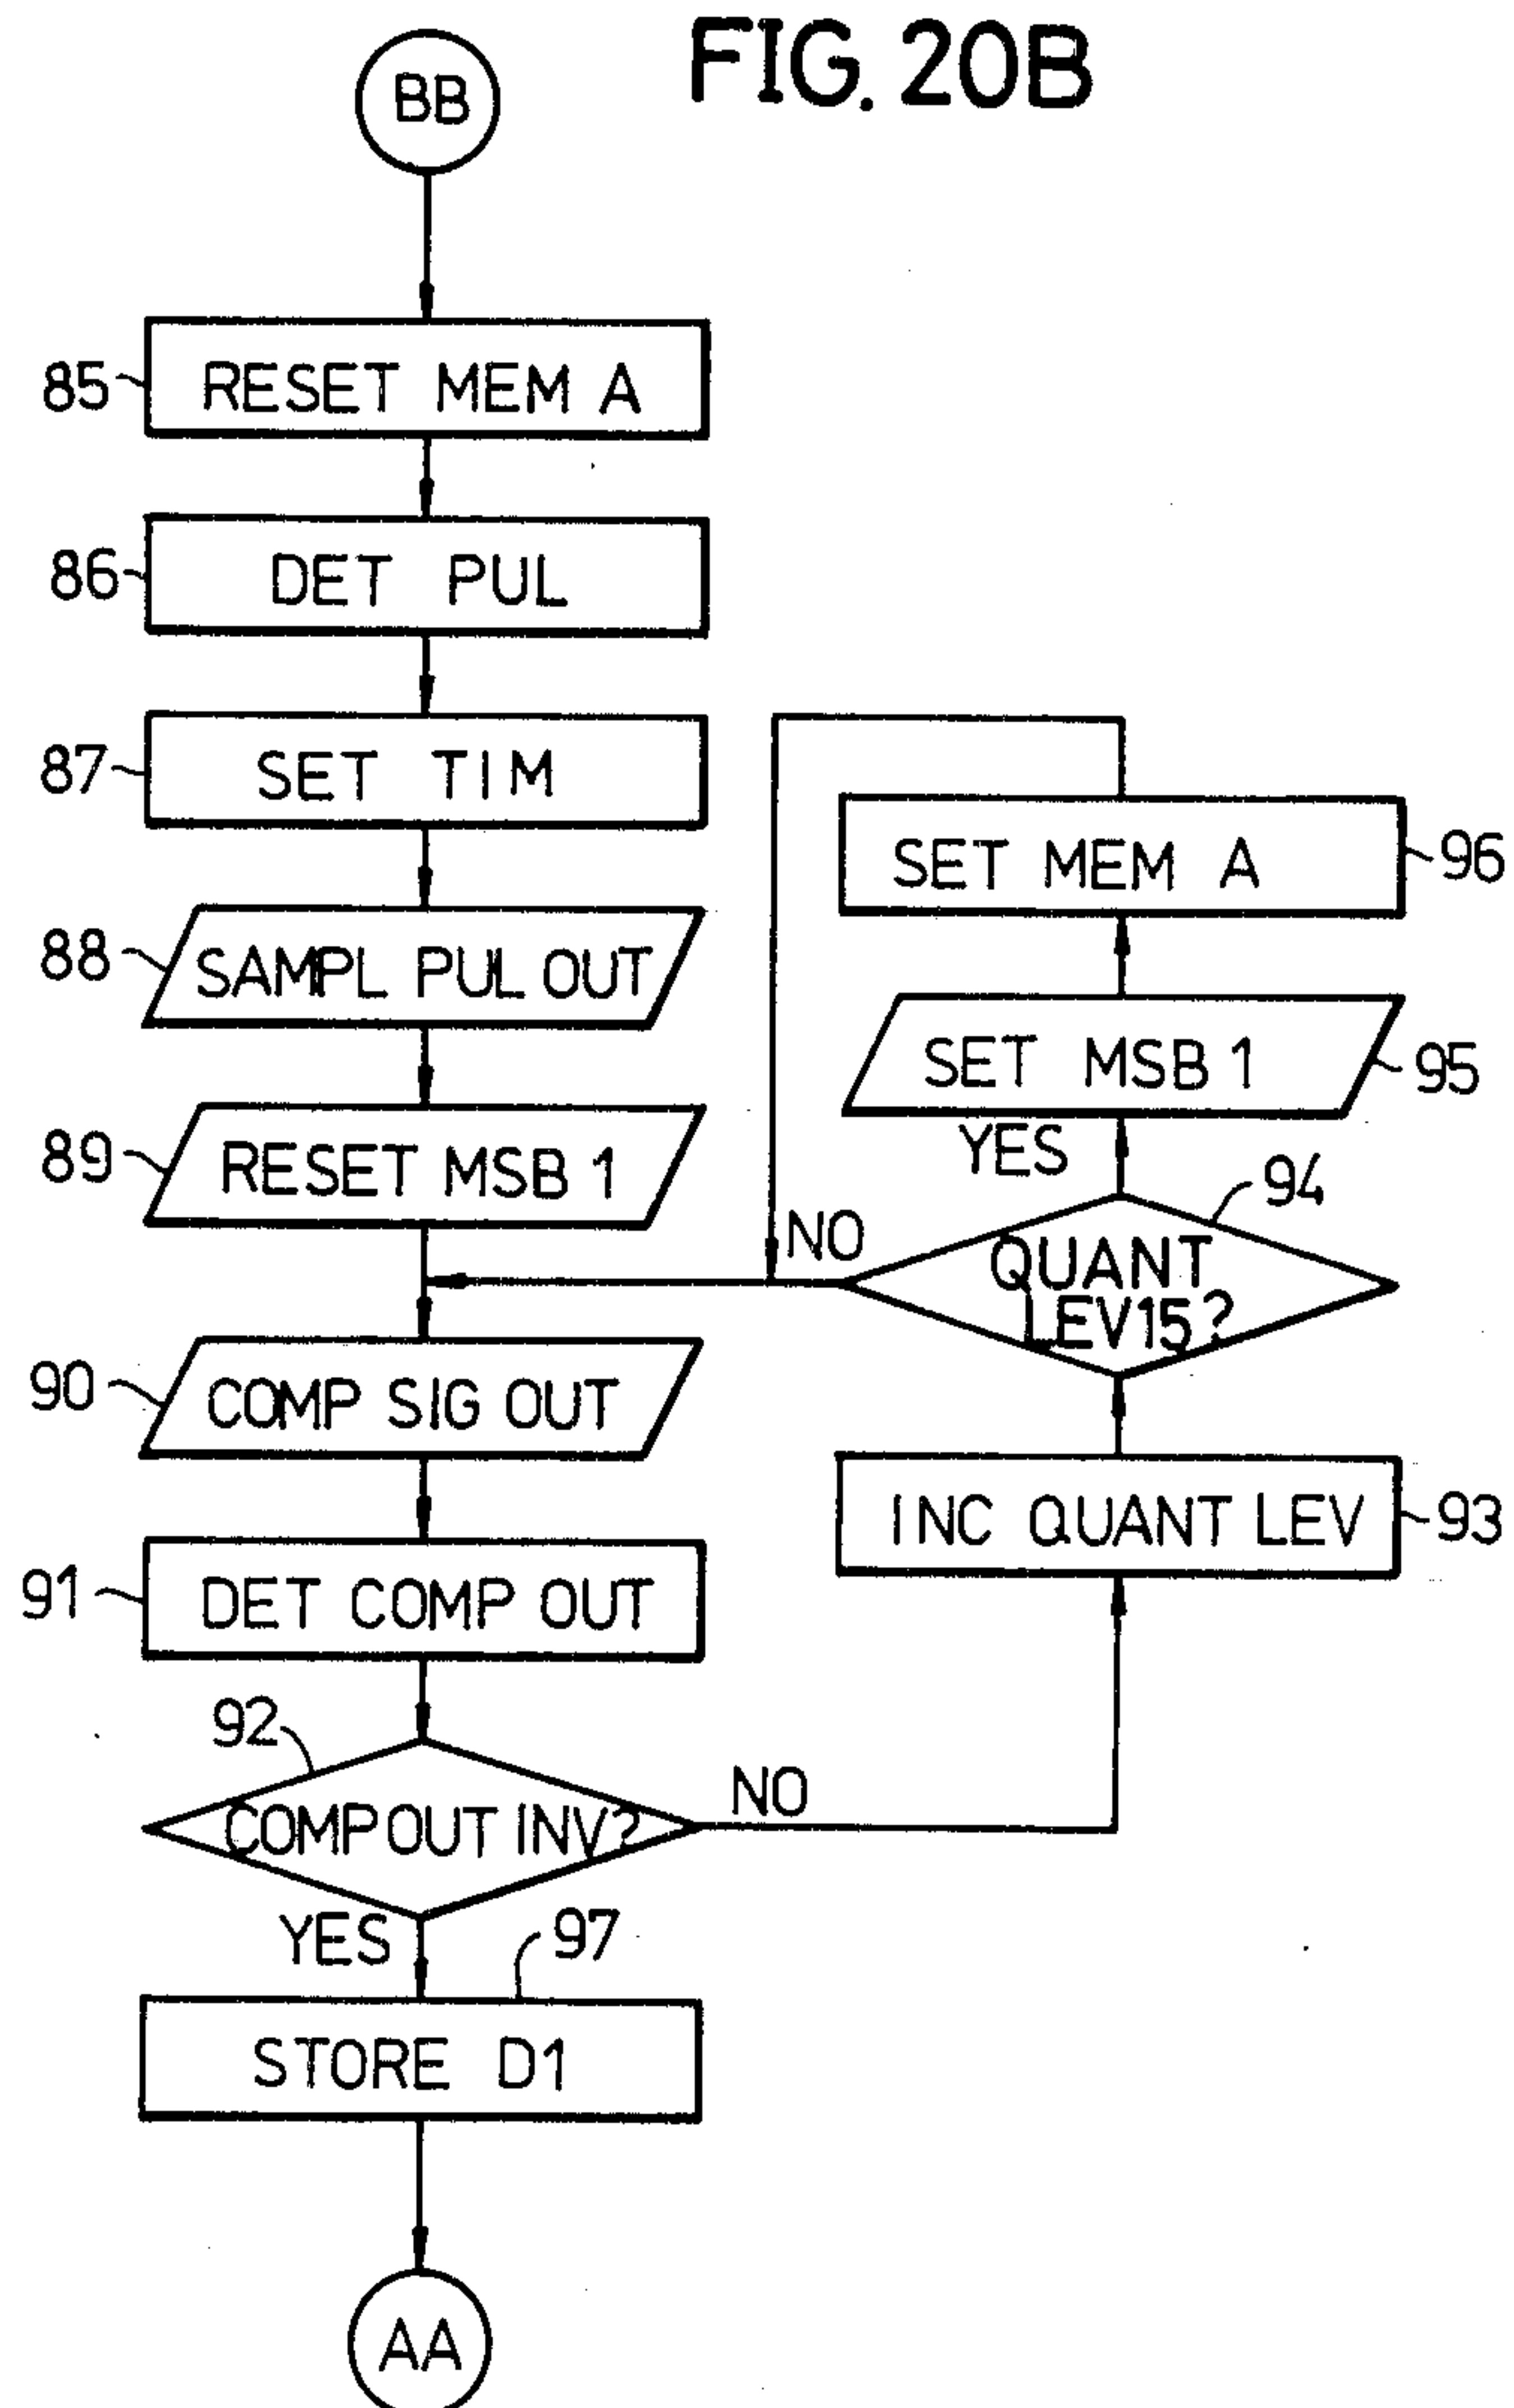 FIG. 20B
BB
85
RESET MEM A
86
DET PUL
87
SET TIM
88
SAMPL PUL OUT
89
RESET MSB 1
90
COMP SIG OUT
91
DET COMP OUT
92
COMP OUT INV?
NO
YES
97
STORE D1
AA
SET MEM A
96
SET MSB 1
95
YES
94
NO
QUANT
LEV15?
INC QUANT LEV
93